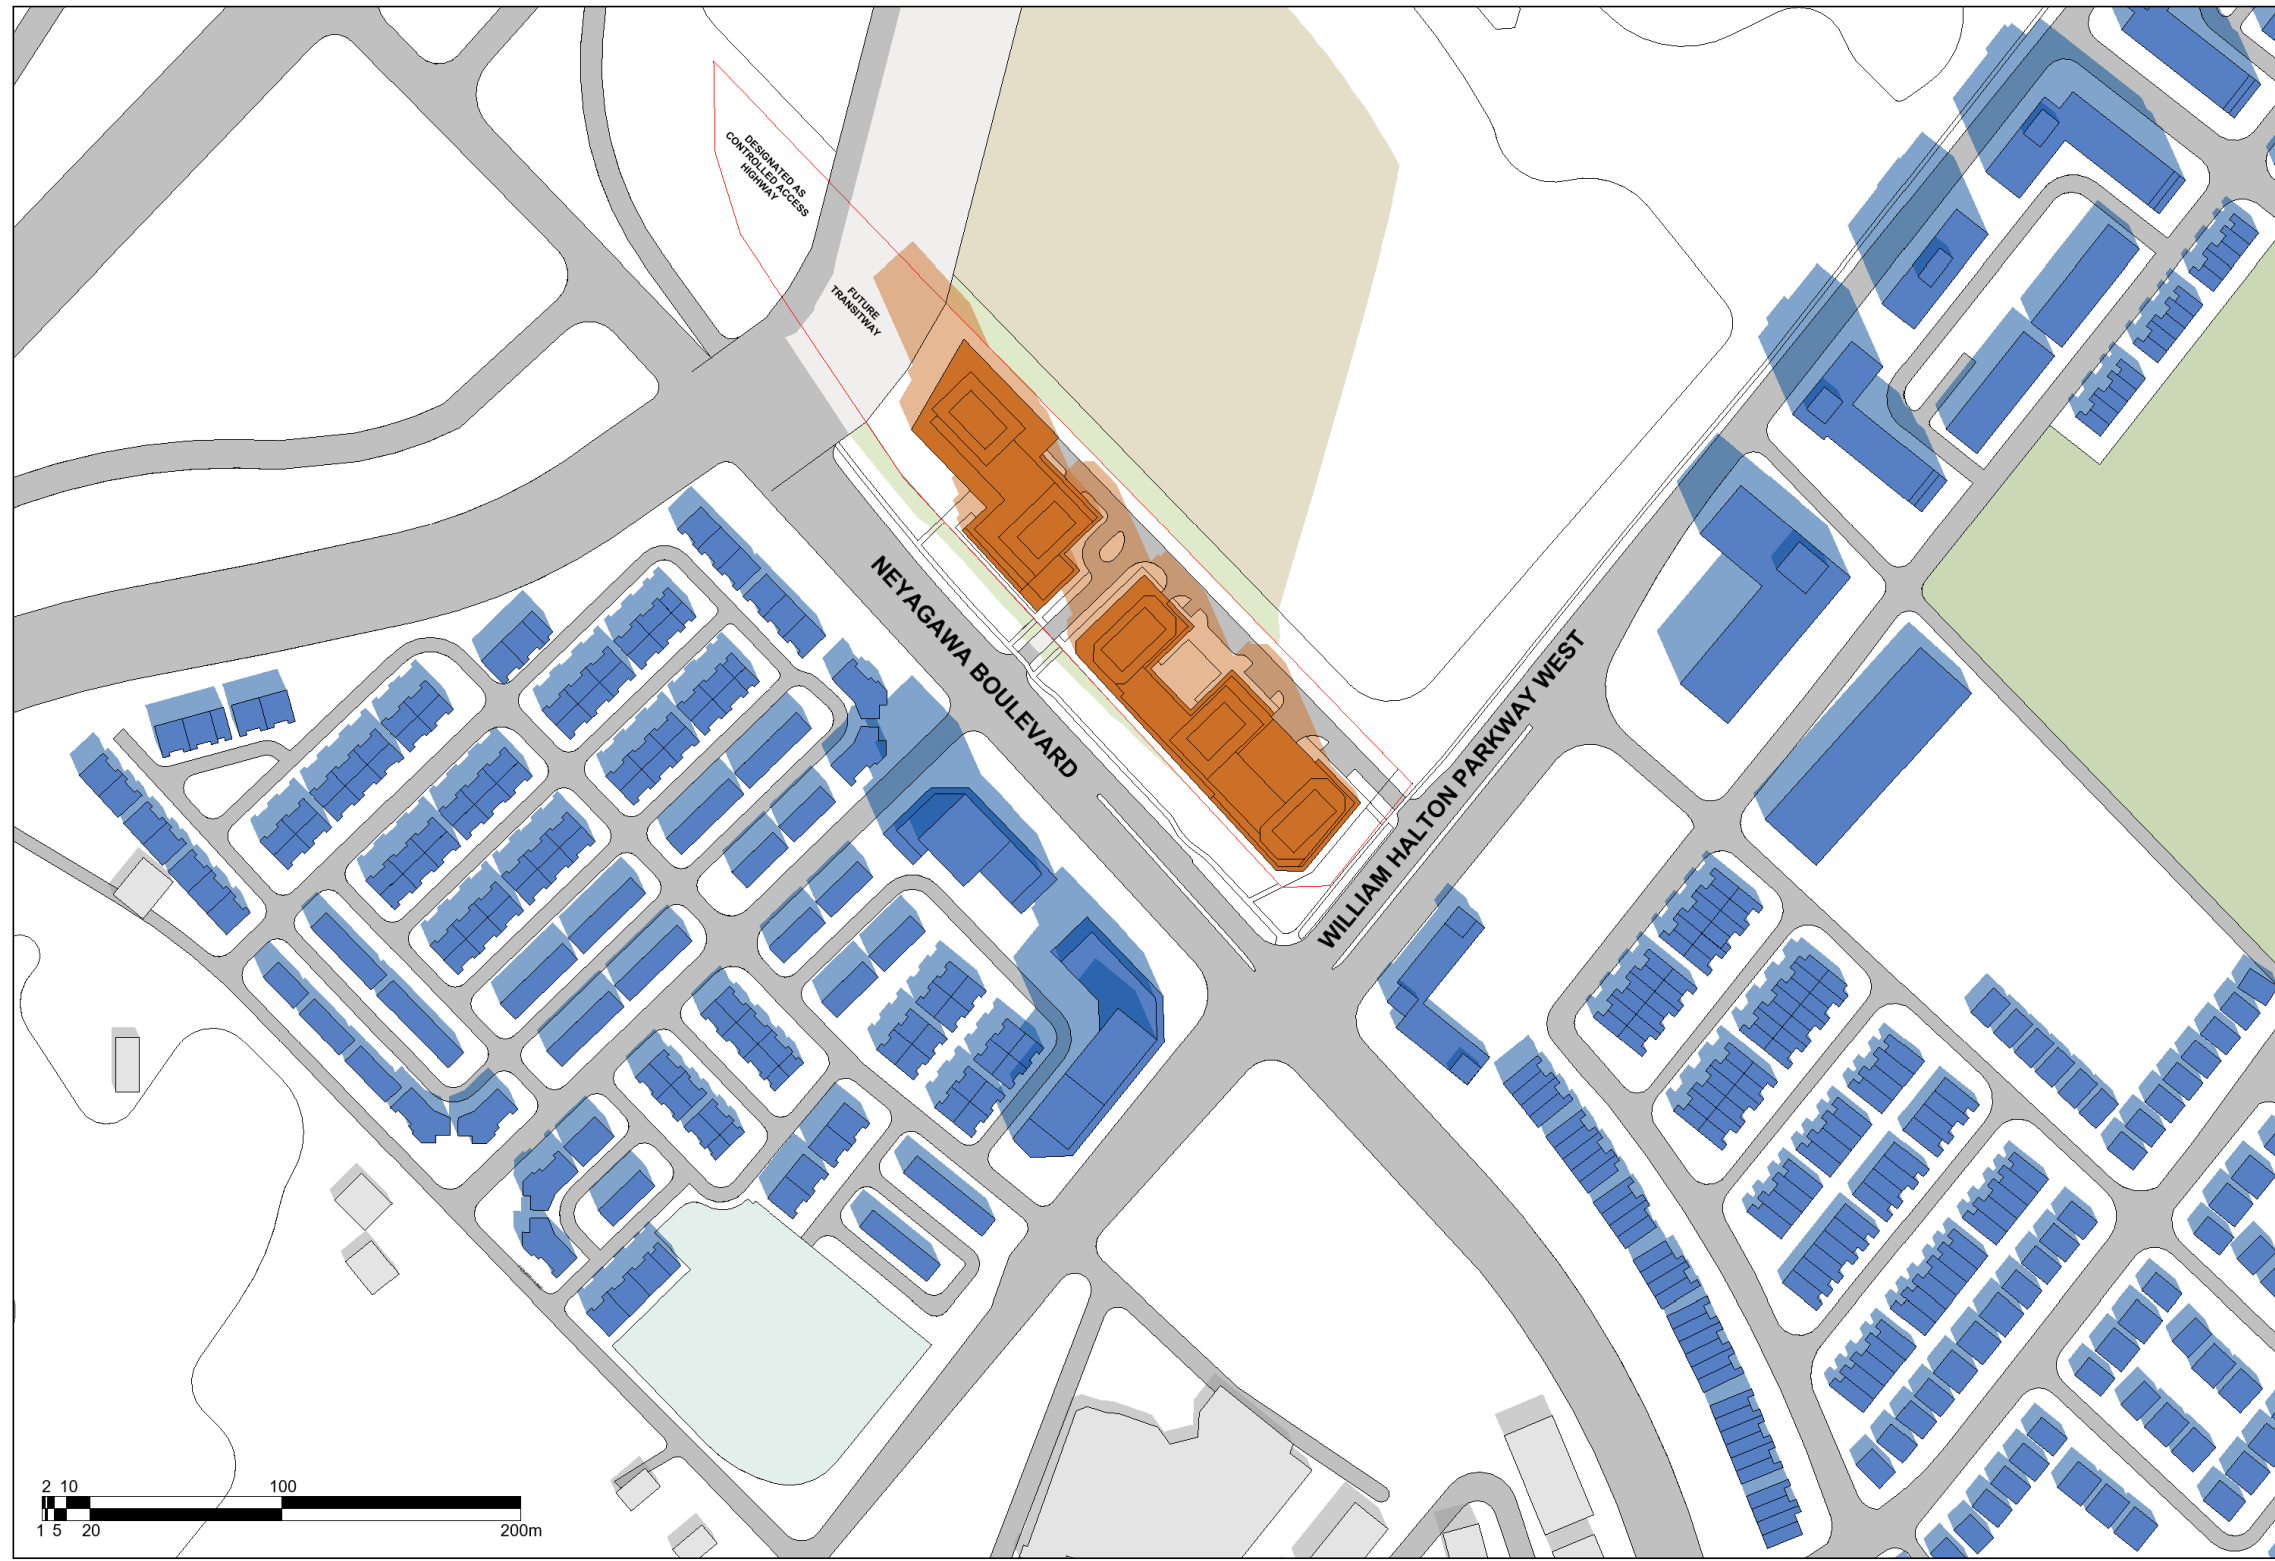 DESIGNATED AS
CONTROLLED ACCESS
HIGHWAY
FUTURE
TRANSITWAY
NEYAGAWA BOULEVARD
WILLIAM HALTON PARKWAY WEST
2 10 100
1 5 20 200m